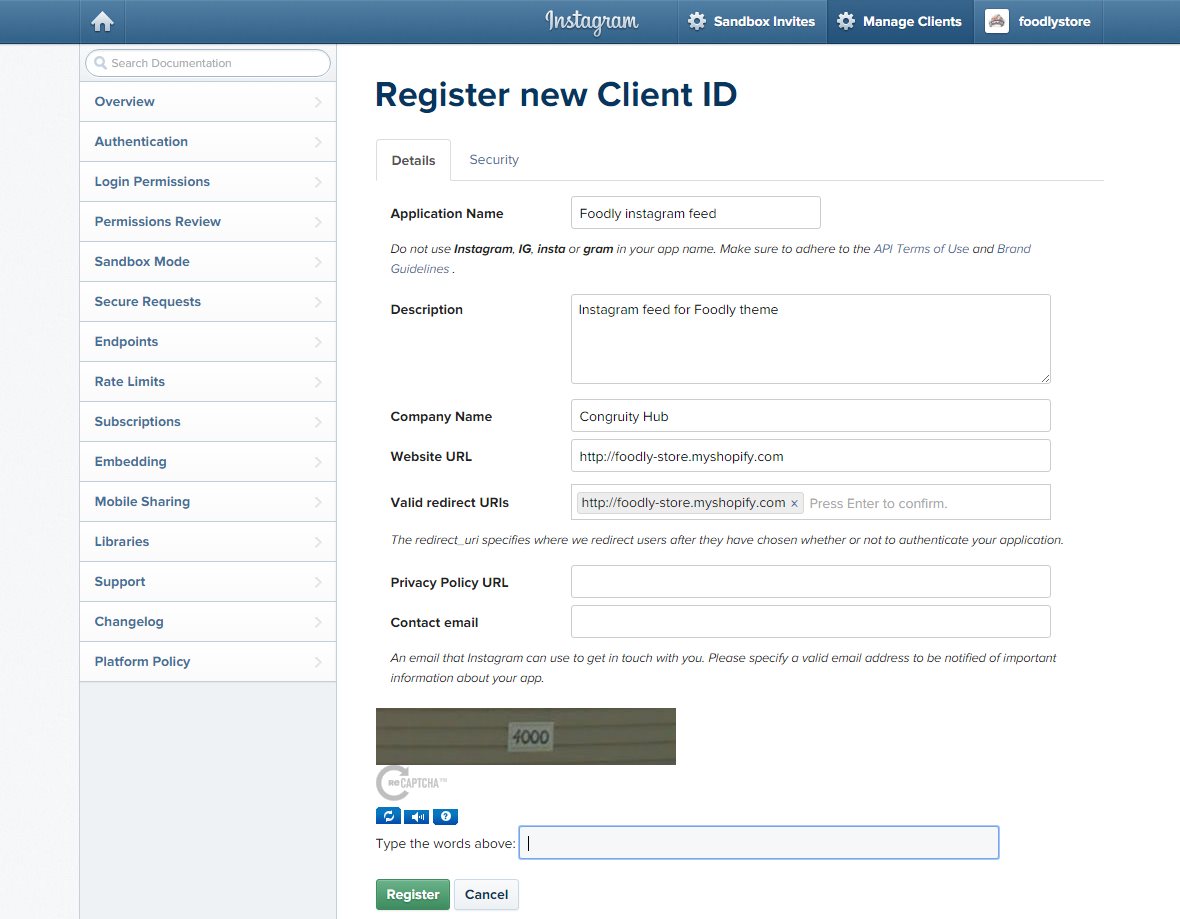 Instagram
Sandbox Invites
Manage Clients
foodlystore
Search Documentation
Overview
Authentication
Login Permissions
Permissions Review
Sandbox Mode
Secure Requests
Endpoints
Rate Limits
Subscriptions
Embedding
Mobile Sharing
Libraries
Support
Changelog
Platform Policy
Register new Client ID
Details Security
Application Name Foodly instagram feed
Do not use Instagram, IG, insta or gram in your app name. Make sure to adhere to the API Terms of Use and Brand
Guidelines .
Description Instagram feed for Foodly theme
Company Name Congruity Hub
Website URL http://foodly-store.myshopify.com
Valid redirect URIs http://foodly-store.myshopify.com × Press Enter to confirm.
The redirect_uri specifies where we redirect users after they have chosen whether or not to authenticate your application.
Privacy Policy URL
Contact email
An email that Instagram can use to get in touch with you. Please specify a valid email address to be notified of important
information about your app.
4000
reCAPTCHA™
Type the words above:
Register Cancel